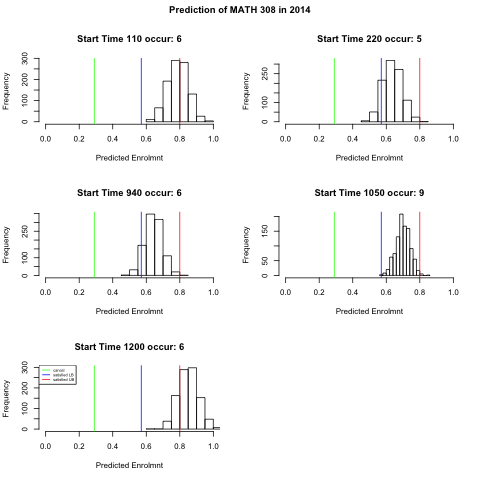 Prediction of MATH 308 in 2014
Start Time 110 occur: 6
Frequency
0 100 200 300
0.0 0.2 0.4 0.6 0.8 1.0
Predicted Enrolmnt
Start Time 220 occur: 5
Frequency
0 100 250
0.0 0.2 0.4 0.6 0.8 1.0
Predicted Enrolmnt
Start Time 940 occur: 6
Frequency
0 100 250
0.0 0.2 0.4 0.6 0.8 1.0
Predicted Enrolmnt
Start Time 1050 occur: 9
Frequency
0 50 150
0.0 0.2 0.4 0.6 0.8 1.0
Predicted Enrolmnt
Start Time 1200 occur: 6
Frequency
0 100 200 300
cancel
satisfied LB
satisfied UB
0.0 0.2 0.4 0.6 0.8 1.0
Predicted Enrolmnt